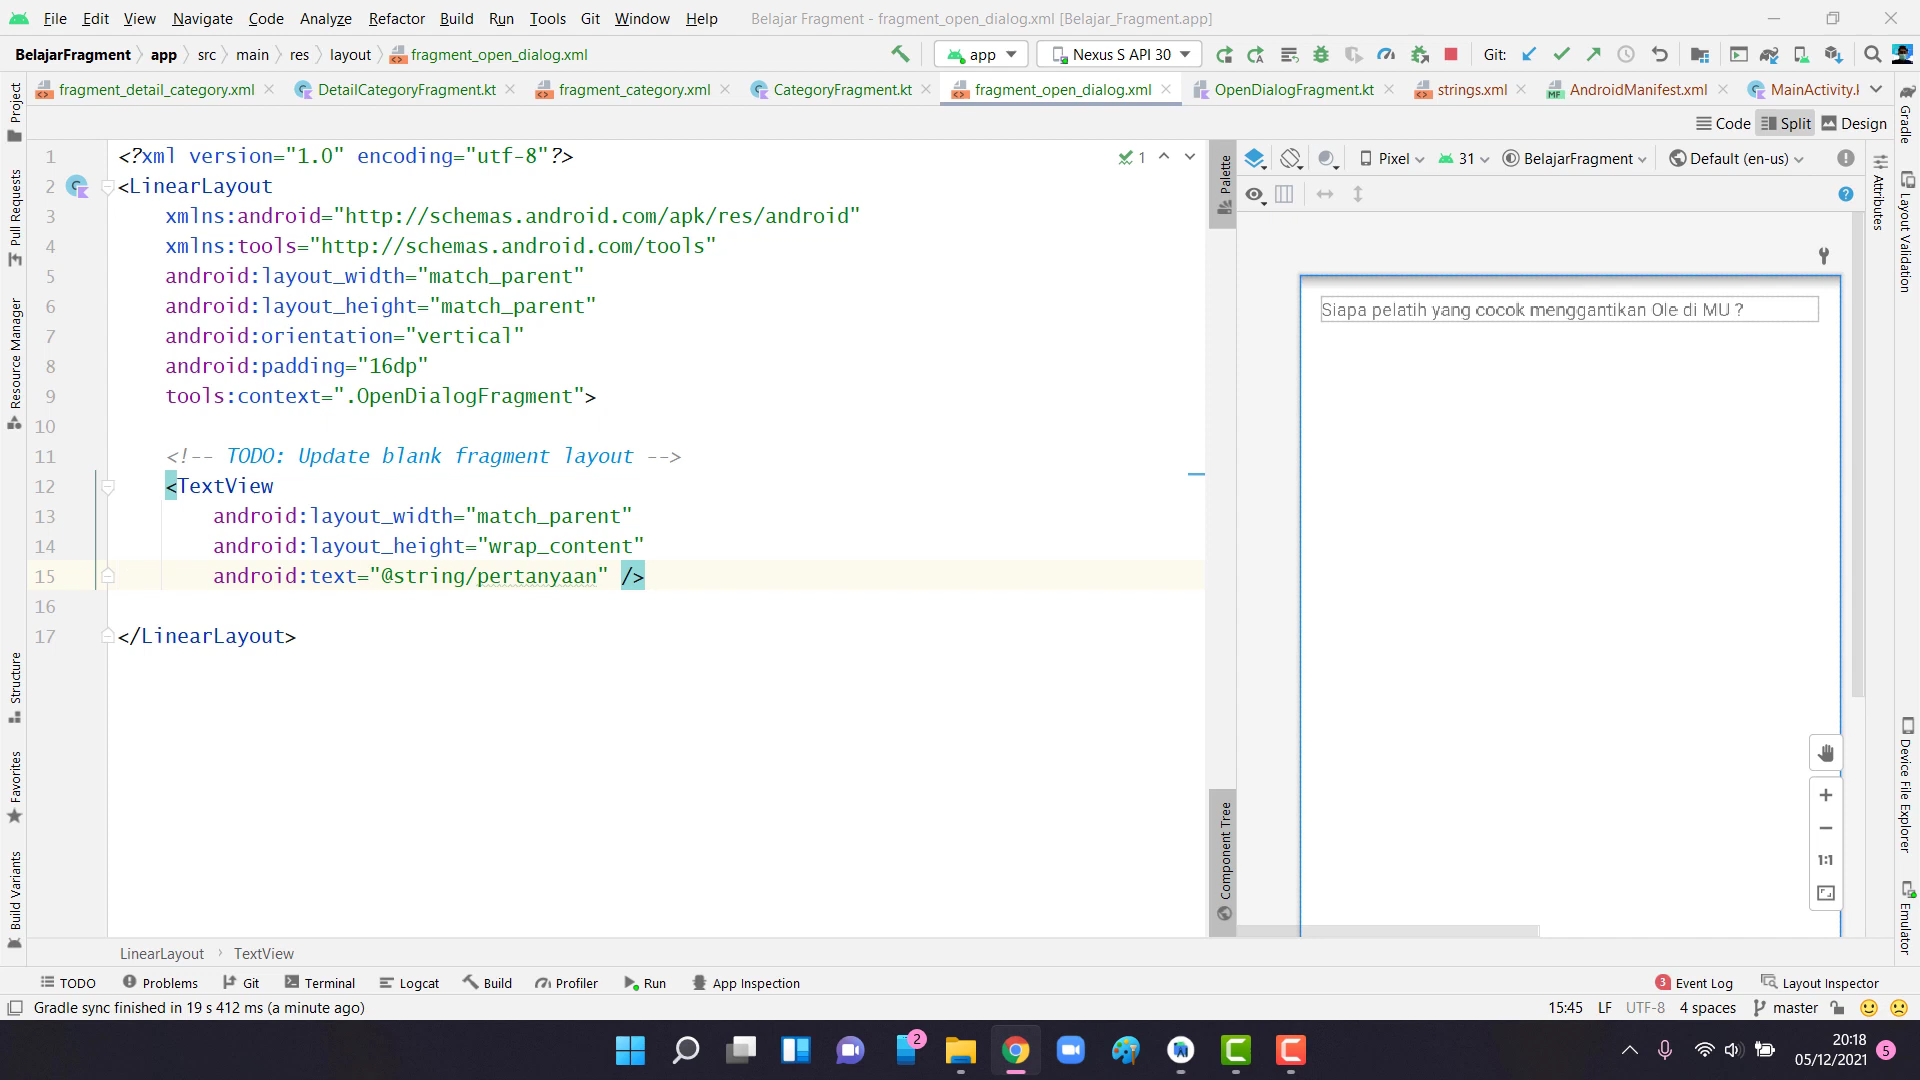 File Edit View Navigate Code Analyze Refactor Build Run Tools Git Window Help Belajar Fragment - fragment_open_dialog.xml [Belajar_Fragment.app]
BelajarFragment app src main res layout fragment_open_dialog.xml app Nexus S API 30 Git:
fragment_detail_category.xml DetailCategoryFragment.kt fragment_category.xml CategoryFragment.kt fragment_open_dialog.xml OpenDialogFragment.kt strings.xml AndroidManifest.xml MainActivity.k
Code Split Design
Project
Pull Requests
Resource Manager
Structure
Favorites
Build Variants
1 <?xml version="1.0" encoding="utf-8"?>
2 <LinearLayout
3 xmlns:android="http://schemas.android.com/apk/res/android"
4 xmlns:tools="http://schemas.android.com/tools"
5 android:layout_width="match_parent"
6 android:layout_height="match_parent"
7 android:orientation="vertical"
8 android:padding="16dp"
9 tools:context=".OpenDialogFragment">
10
11 <!-- TODO: Update blank fragment layout -->
12 <TextView
13 android:layout_width="match_parent"
14 android:layout_height="wrap_content"
15 android:text="@string/pertanyaan" />
16
17 </LinearLayout>
1
Palette
Component Tree
Pixel 31 BelajarFragment Default (en-us)
Siapa pelatih yang cocok menggantikan Ole di MU ?
1:1
Attributes
Gradle
Layout Validation
Device File Explorer
Emulator
LinearLayout TextView
TODO Problems Git Terminal Logcat Build Profiler Run App Inspection 3 Event Log Layout Inspector
Gradle sync finished in 19 s 412 ms (a minute ago) 15:45 LF UTF-8 4 spaces master
2
20:18
05/12/2021 5